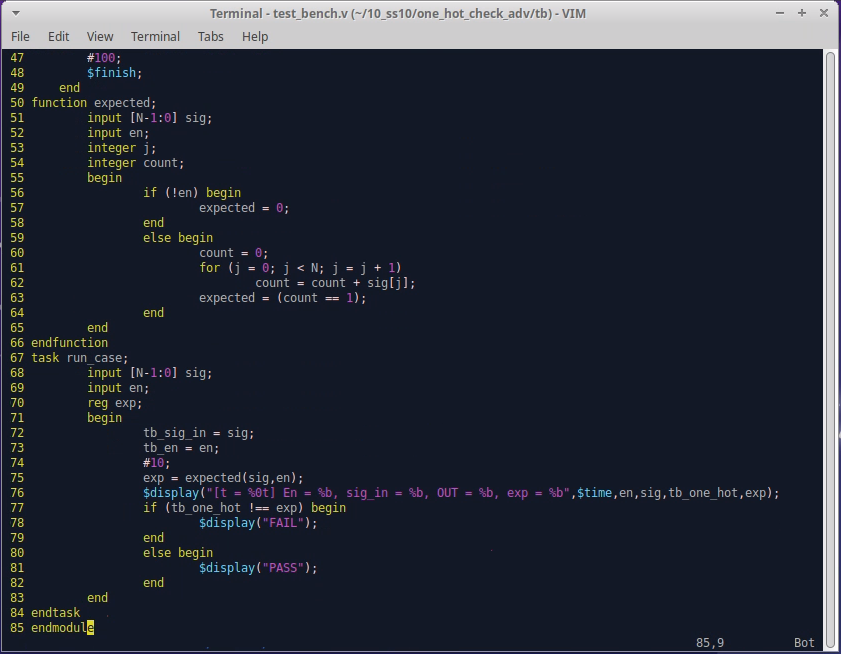 Terminal - test_bench.v (~/10_ss10/one_hot_check_adv/tb) - VIM
File Edit View Terminal Tabs Help
47         #100;
48         $finish;
49     end
50 function expected;
51         input [N-1:0] sig;
52         input en;
53         integer j;
54         integer count;
55         begin
56                 if (!en) begin
57                         expected = 0;
58                 end
59                 else begin
60                         count = 0;
61                         for (j = 0; j < N; j = j + 1)
62                                 count = count + sig[j];
63                         expected = (count == 1);
64                 end
65         end
66 endfunction
67 task run_case;
68         input [N-1:0] sig;
69         input en;
70         reg exp;
71         begin
72                 tb_sig_in = sig;
73                 tb_en = en;
74                 #10;
75                 exp = expected(sig,en);
76                 $display("[t = %0t] En = %b, sig_in = %b, OUT = %b, exp = %b",$time,en,sig,tb_one_hot,exp);
77                 if (tb_one_hot !== exp) begin
78                         $display("FAIL");
79                 end
80                 else begin
81                         $display("PASS");
82                 end
83         end
84 endtask
85 endmodule
85,9 Bot